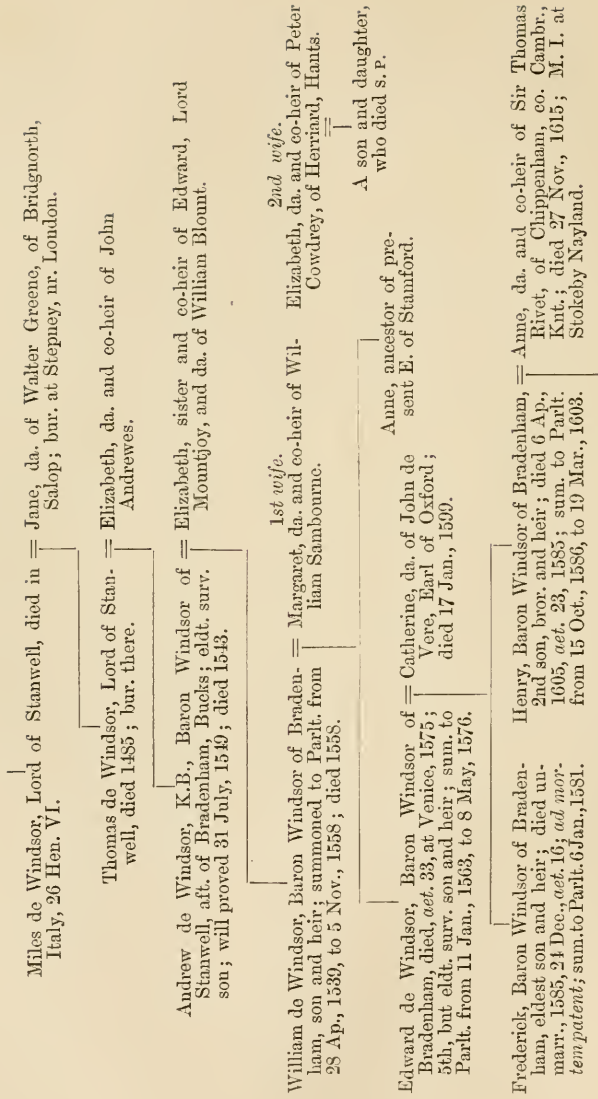 Miles de Windsor, Lord of Stanwell, died in
Italy, 26 Hen. VI.
= Jane, da. of Walter Greene, of Bridgnorth,
Salop; bur. at Stepney, nr. London.
Thomas de Windsor, Lord of Stan-
well, died 1485; bur. there.
= Elizabeth, da. and co-heir of John
Andrewes.
Andrew de Windsor, K.B., Baron Windsor of
Stanwell, aft. of Bradenham, Bucks; eldt. surv.
son; will proved 31 July, 1549; died 1543.
= Elizabeth, sister and co-heir of Edward, Lord
Mountjoy, and da. of William Blount.
William de Windsor, Baron Windsor of Braden-
ham, son and heir; summoned to Parlt. from
28 Ap., 1539, to 5 Nov., 1558; died 1558.
1st wife.
= Margaret, da. and co-heir of Wil-
liam Sambourne.
2nd wife.
Elizabeth, da. and co-heir of Peter
Cowdrey, of Herriard, Hants.
=
A son and daughter,
who died S.P.
Edward de Windsor, Baron Windsor of
Bradenham, died, aet. 33, at Venice, 1575;
5th, but eldt. surv. son and heir; sum. to
Parlt. from 11 Jan., 1563, to 8 May, 1576.
= Catherine, da. of John de
Vere, Earl of Oxford;
died 17 Jan., 1599.
Anne, ancestor of pre-
sent E. of Stamford.
Frederick, Baron Windsor of Braden-
ham, eldest son and heir; died un-
marr., 1585, 24 Dec., aet. 16; ad mor-
tem patent; sum. to Parlt. 6 Jan., 1581.
Henry, Baron Windsor of Bradenham,
2nd son, bror. and heir; died 6 Ap.,
1605, aet. 23, 1585; sum. to Parlt.
from 15 Oct., 1586, to 19 Mar., 1603.
= Anne, da. and co-heir of Sir Thomas
Rivet, of Chippenham, co. Cambr.,
Knt.; died 27 Nov., 1615; M. I. at
Stokeby Nayland.